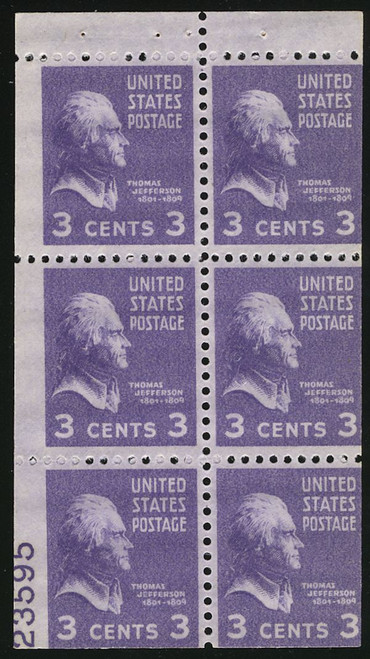 UNITED
STATES
POSTAGE
THOMAS
JEFFERSON
1801-1809
3 CENTS 3
UNITED
STATES
POSTAGE
THOMAS
JEFFERSON
1801-1809
3 CENTS 3
UNITED
STATES
POSTAGE
THOMAS
JEFFERSON
1801-1809
3 CENTS 3
UNITED
STATES
POSTAGE
THOMAS
JEFFERSON
1801-1809
3 CENTS 3
UNITED
STATES
POSTAGE
THOMAS
JEFFERSON
1801-1809
3 CENTS 3
UNITED
STATES
POSTAGE
THOMAS
JEFFERSON
1801-1809
3 CENTS 3
23595